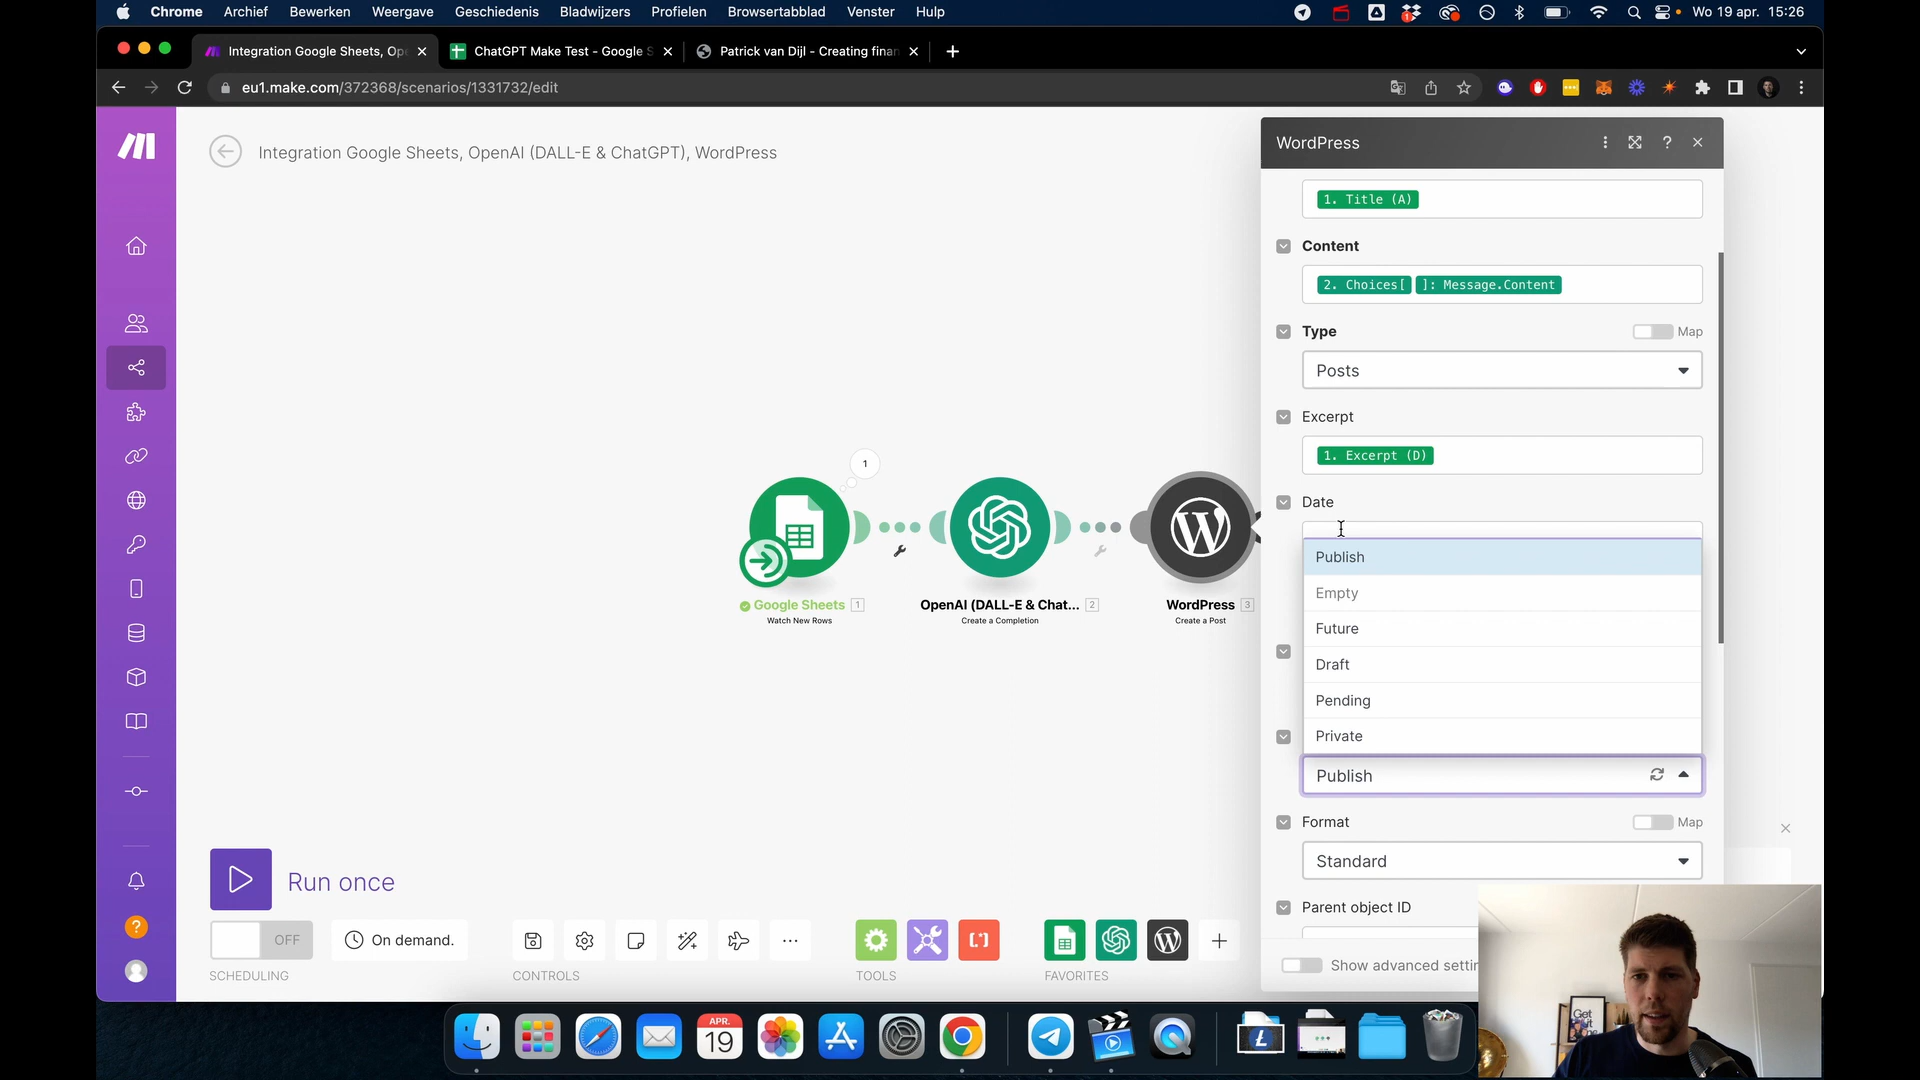 Chrome Archief Bewerken Weergave Geschiedenis Bladwijzers Profielen Browsertabblad Venster Help
1
Wo 19 apr. 15:26
Integration Google Sheets, Op
ChatGPT Make Test - Google S
Patrick van Dijl - Creating finan
eu1.make.com/372368/scenarios/1331732/edit
Integration Google Sheets, OpenAI (DALL-E & ChatGPT), WordPress
WordPress
1. Title (A)
Content
2. Choices[ ]: Message.Content
Type
Map
Posts
Excerpt
1. Excerpt (D)
Date
Publish
Empty
Future
Draft
Pending
Private
Publish
Format
Map
Standard
Parent object ID
Show advanced settin
1
Google Sheets 1
Watch New Rows
OpenAI (DALL-E & Chat... 2
Create a Completion
WordPress 3
Create a Post
Run once
OFF
On demand.
SCHEDULING
CONTROLS
TOOLS
FAVORITES
APR.
19
Get